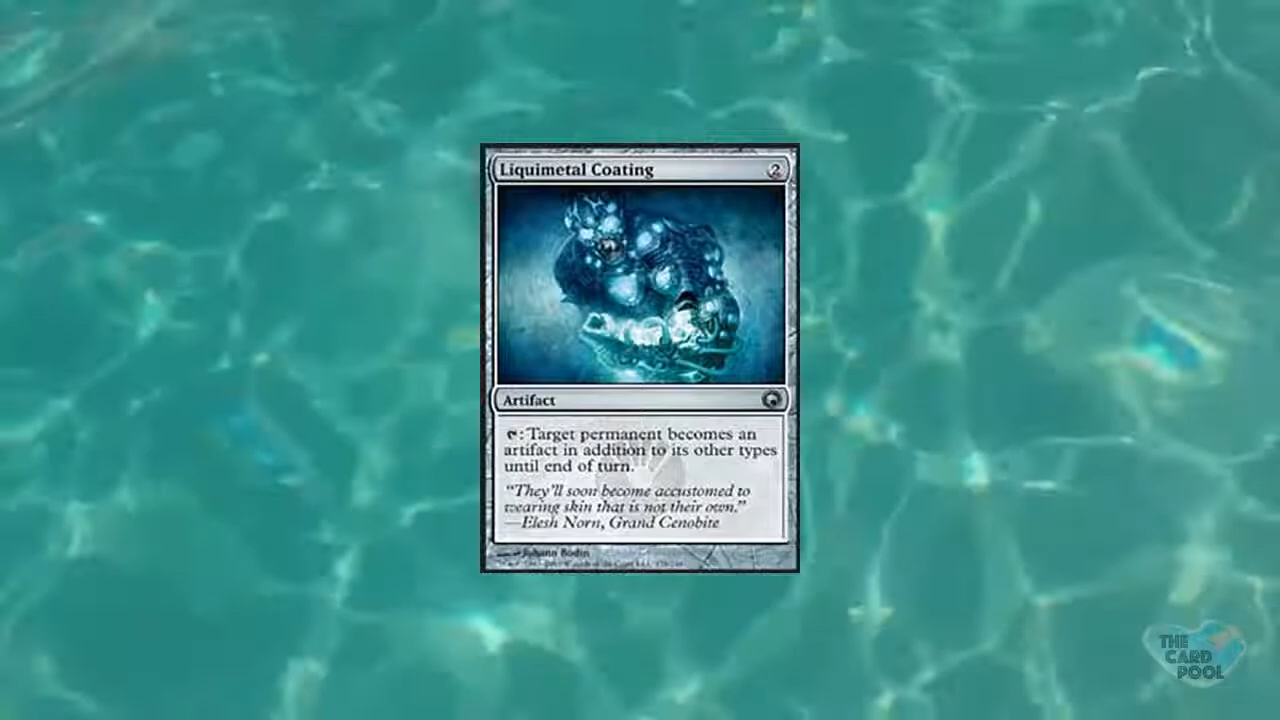 Liquimetal Coating 2
Artifact
: Target permanent becomes an
artifact in addition to its other types
until end of turn.
"They'll soon become accustomed to
wearing skin that is not their own."
—Elesh Norn, Grand Cenobite
Johann Bodin
THE
CARD
POOL